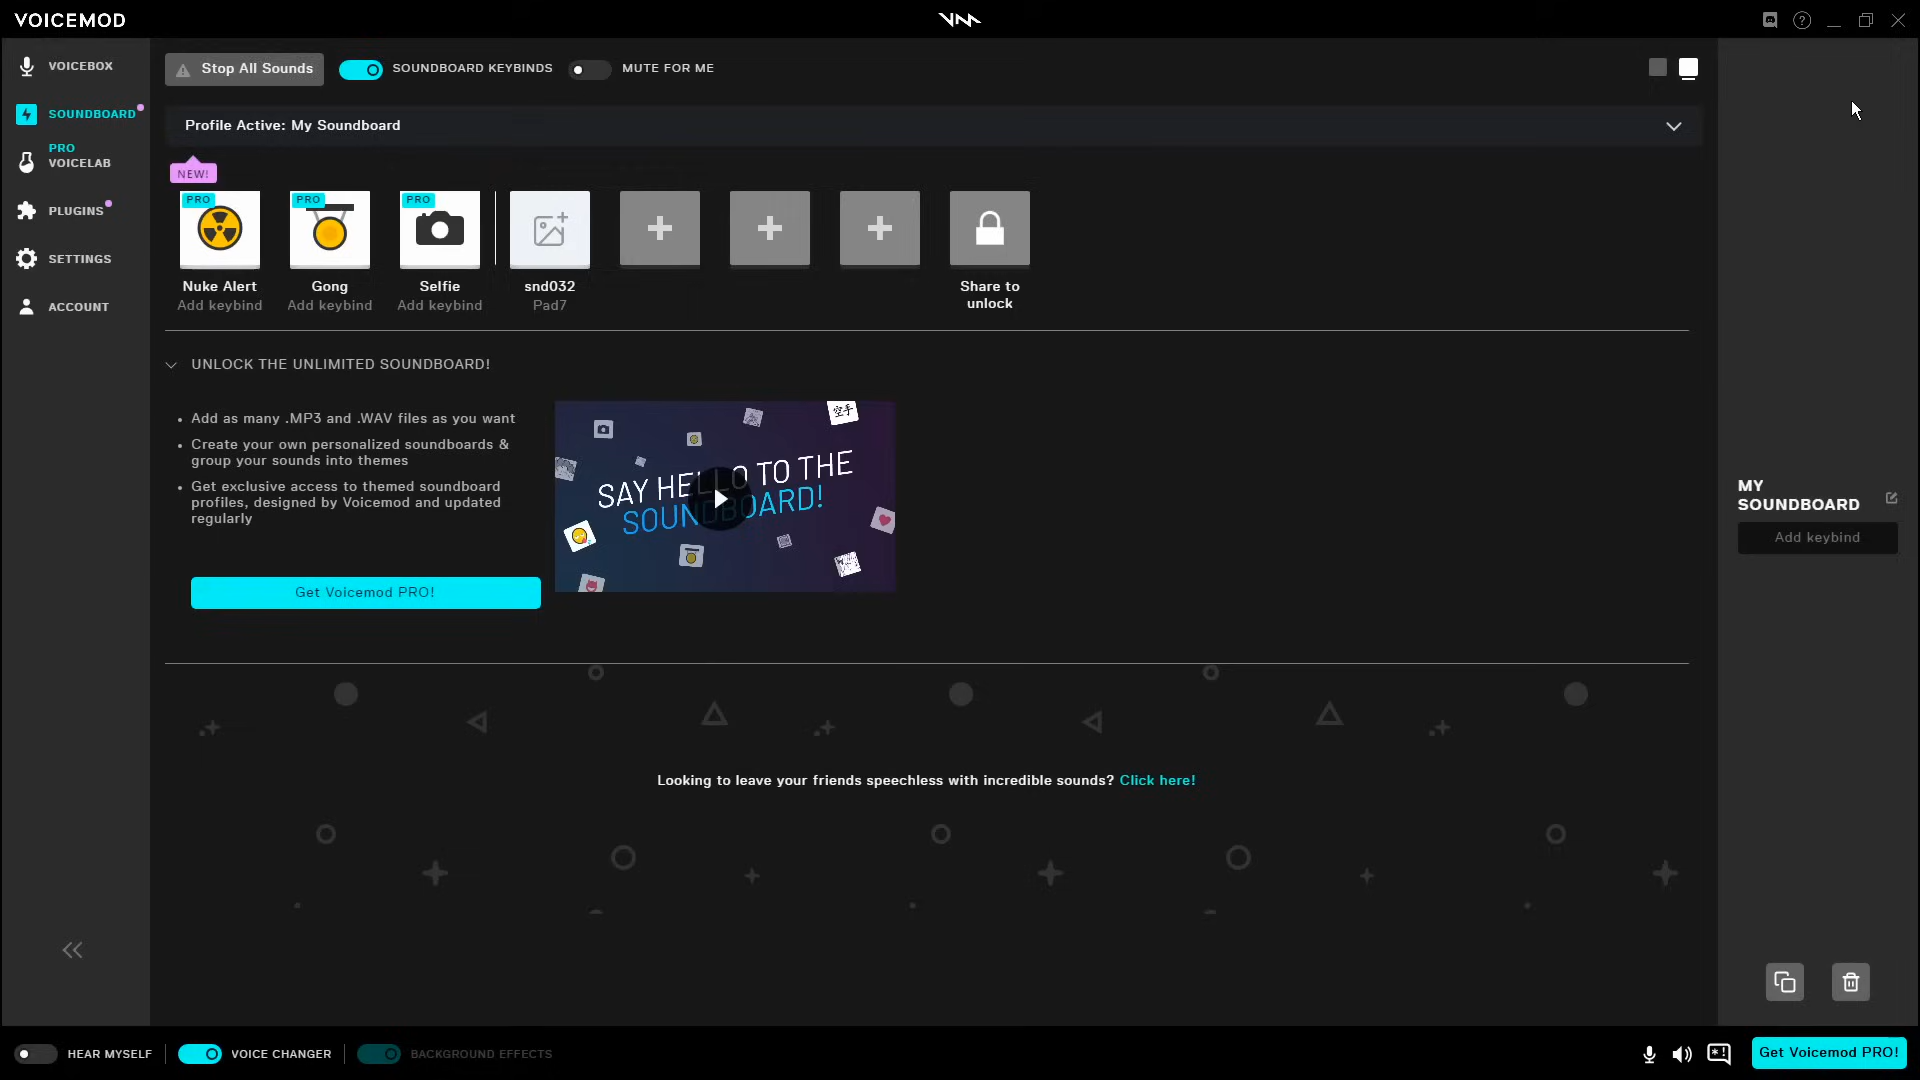 VOICEMOD
VOICEBOX
SOUNDBOARD
PRO
VOICELAB
PLUGINS
SETTINGS
ACCOUNT
Stop All Sounds
SOUNDBOARD KEYBINDS
MUTE FOR ME
Profile Active: My Soundboard
NEW!
PRO
PRO
PRO
Nuke Alert
Add keybind
Gong
Add keybind
Selfie
Add keybind
snd032
Pad7
Share to
unlock
UNLOCK THE UNLIMITED SOUNDBOARD!
• Add as many .MP3 and .WAV files as you want
• Create your own personalized soundboards &
group your sounds into themes
• Get exclusive access to themed soundboard
profiles, designed by Voicemod and updated
regularly
Get Voicemod PRO!
空手
SAY HELLO TO THE
SOUNDBOARD!
Looking to leave your friends speechless with incredible sounds? Click here!
MY
SOUNDBOARD
Add keybind
HEAR MYSELF
VOICE CHANGER
BACKGROUND EFFECTS
Get Voicemod PRO!